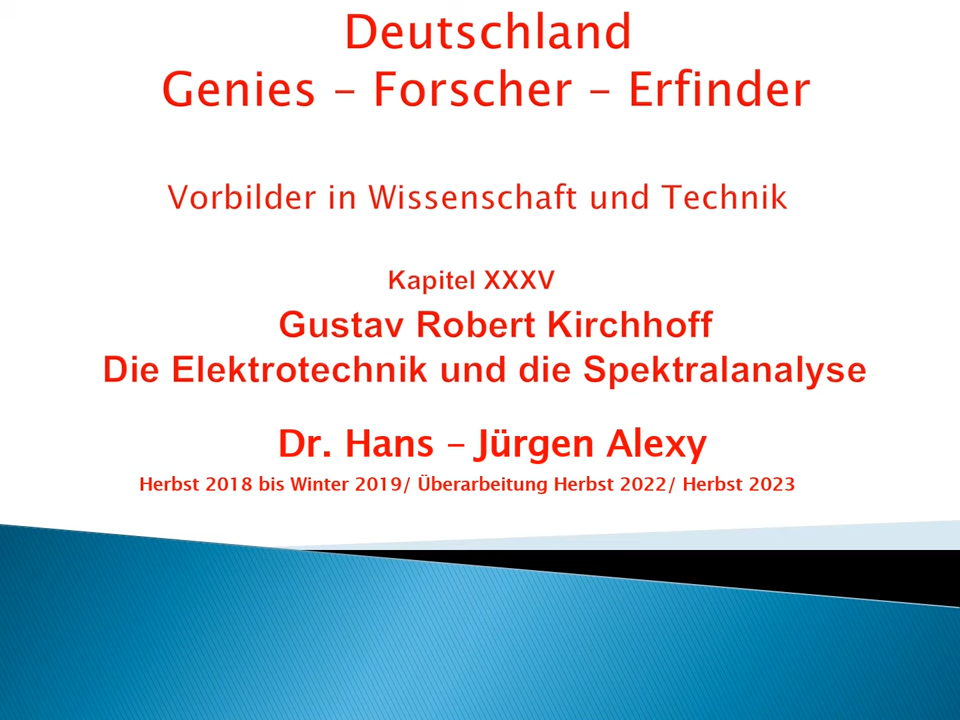 Deutschland
Genies – Forscher – Erfinder
Vorbilder in Wissenschaft und Technik
Kapitel XXXV
Gustav Robert Kirchhoff
Die Elektrotechnik und die Spektralanalyse
Dr. Hans – Jürgen Alexy
Herbst 2018 bis Winter 2019/ Überarbeitung Herbst 2022/ Herbst 2023